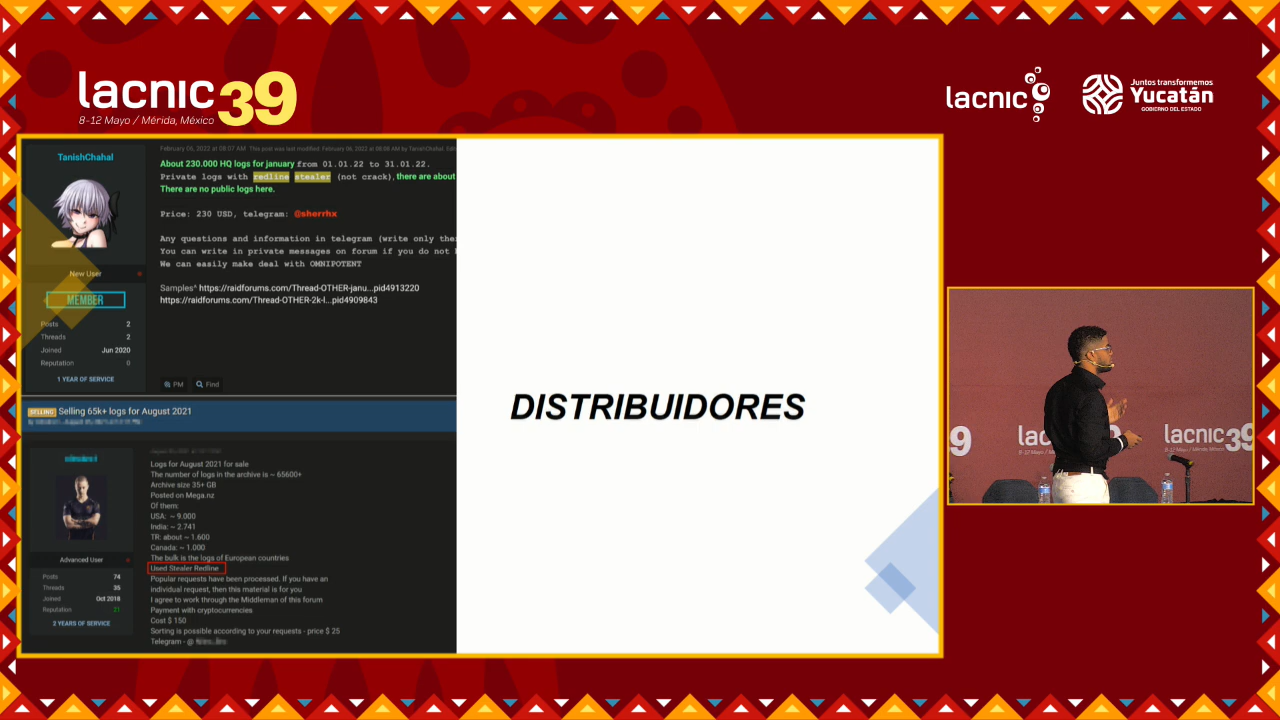 lacnic 39
8-12 Mayo / Mérida, México
lacnic
Juntos transformemos
Yucatán
GOBIERNO DEL ESTADO
TanishChahal
New User
MEMBER
Posts 2
Threads 2
Joined Jun 2020
Reputation 0
1 YEAR OF SERVICE
February 05, 2022 at 08:07 AM This post was last modified: February 06, 2022 at 08:08 AM by TanishChahal.
About 230.000 HQ logs for january from 01.01.22 to 31.01.22.
Private logs with redline stealer (not crack), there are about
There are no public logs here.
Price: 230 USD, telegram: @sherrhx
Any questions and information in telegram (write only
You can write in private messages on forum if you do not
We can easily make deal with OMNIPOTENT
Samples^ https://raidforums.com/Thread-OTHER-janu...pid4913220
https://raidforums.com/Thread-OTHER-2k-l...pid4909843
PM Find
SELLING Selling 65k+ logs for August 2021
Advanced User
Posts 74
Threads 35
Joined Oct 2018
Reputation 21
2 YEARS OF SERVICE
Logs for August 2021 for sale
The number of logs in the archive is ~ 65600+
Archive size 35+ GB
Posted on Mega.nz
Of them:
USA: ~ 9.000
India: ~ 2.741
TR: about ~ 1.600
Canada: ~ 1.000
The bulk is the logs of European countries
Used Stealer Redline
Popular requests have been processed. If you have an
individual request, then this material is for you
I agree to work through the Middleman of this forum
Payment with cryptocurrencies
Cost $ 150
Sorting is possible according to your requests - price $ 25
Telegram - @
DISTRIBUIDORES
9
lac
lacnic39
8-12 Mayo / Mérida, México